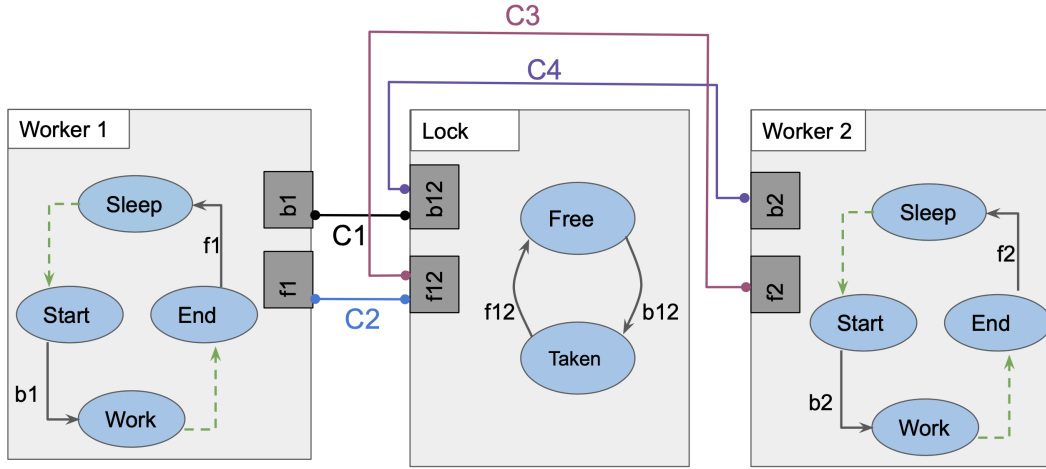 C3
C4
Worker 1
Lock
Worker 2
b1
b12
b2
Sleep
Free
Sleep
C1
f1
f2
f1
f12
f2
Start
End
C2
f12
b12
Start
End
Taken
b1
Work
b2
Work